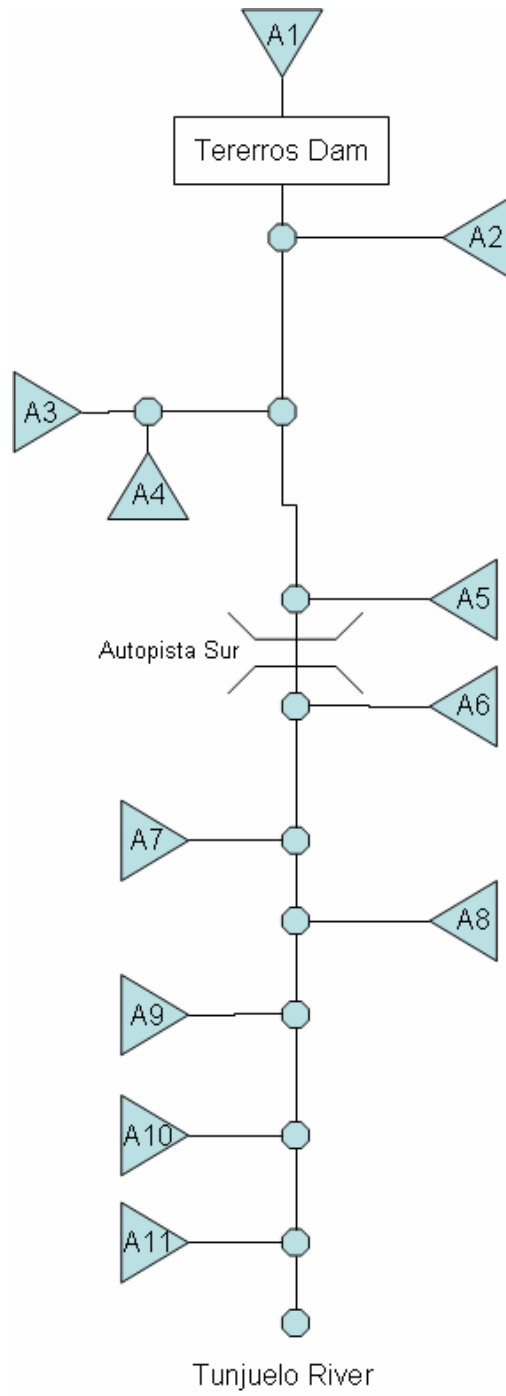 A1
Tererros Dam
A2
A3
A4
A5
Autopista Sur
A6
A7
A8
A9
A10
A11
Tunjuelo River